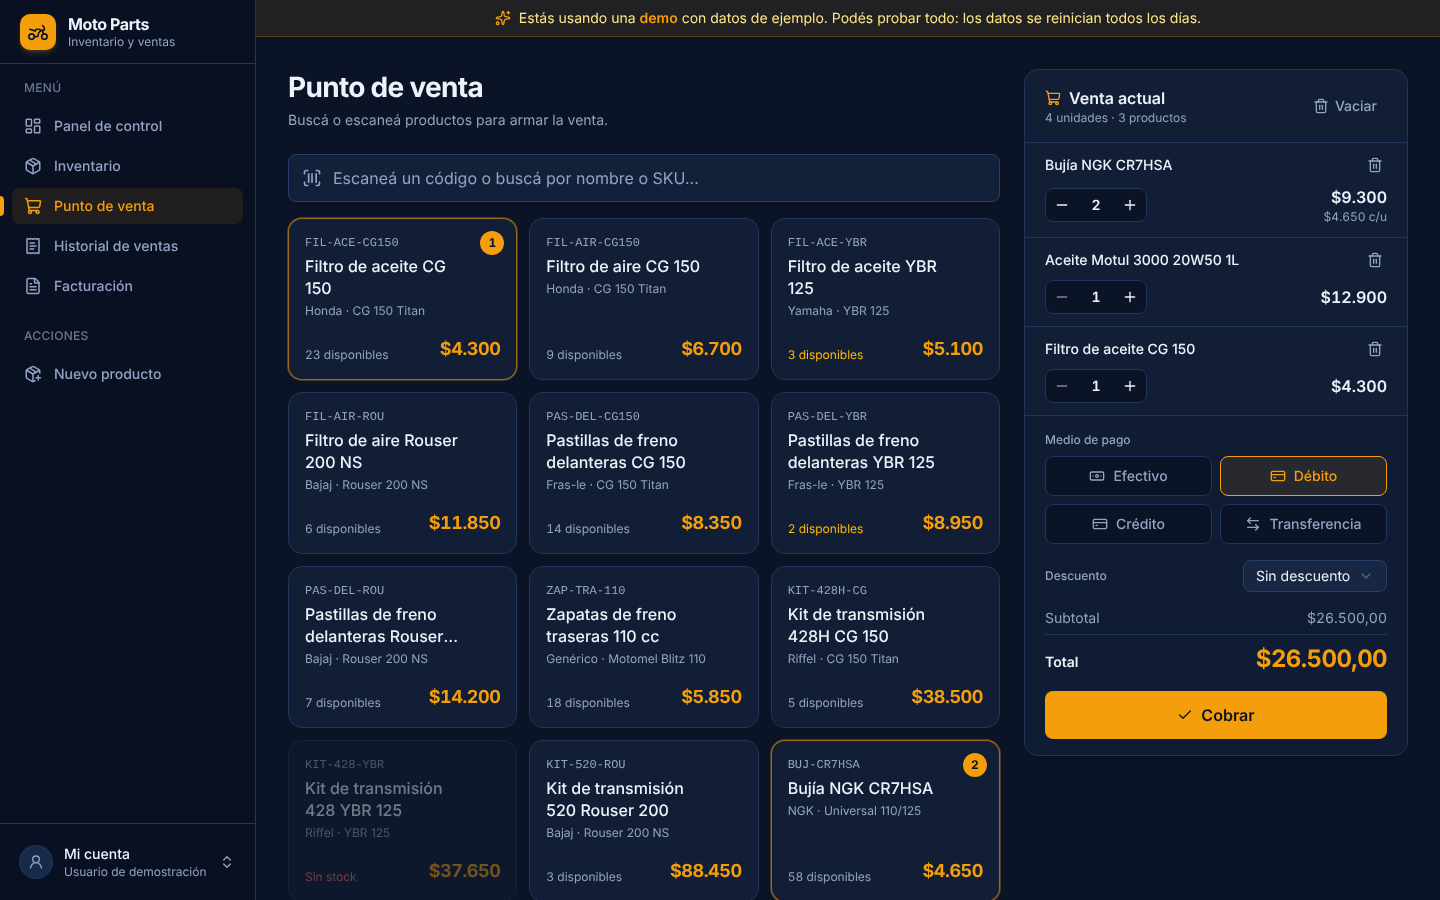 Moto Parts
Inventario y ventas
MENÚ
Panel de control
Inventario
Punto de venta
Historial de ventas
Facturación
ACCIONES
Nuevo producto
Mi cuenta
Usuario de demostración
Estás usando una demo con datos de ejemplo. Podés probar todo: los datos se reinician todos los días.
Punto de venta
Buscá o escaneá productos para armar la venta.
Escaneá un código o buscá por nombre o SKU...
FIL-ACE-CG150
1
Filtro de aceite CG
150
Honda · CG 150 Titan
23 disponibles
$4.300
FIL-AIR-CG150
Filtro de aire CG 150
Honda · CG 150 Titan
9 disponibles
$6.700
FIL-ACE-YBR
Filtro de aceite YBR
125
Yamaha · YBR 125
3 disponibles
$5.100
FIL-AIR-ROU
Filtro de aire Rouser
200 NS
Bajaj · Rouser 200 NS
6 disponibles
$11.850
PAS-DEL-CG150
Pastillas de freno
delanteras CG 150
Fras-le · CG 150 Titan
14 disponibles
$8.350
PAS-DEL-YBR
Pastillas de freno
delanteras YBR 125
Fras-le · YBR 125
2 disponibles
$8.950
PAS-DEL-ROU
Pastillas de freno
delanteras Rouser...
Bajaj · Rouser 200 NS
7 disponibles
$14.200
ZAP-TRA-110
Zapatas de freno
traseras 110 cc
Genérico · Motomel Blitz 110
18 disponibles
$5.850
KIT-428H-CG
Kit de transmisión
428H CG 150
Riffel · CG 150 Titan
5 disponibles
$38.500
KIT-428-YBR
Kit de transmisión
428 YBR 125
Riffel · YBR 125
Sin stock
$37.650
KIT-520-ROU
Kit de transmisión
520 Rouser 200
Bajaj · Rouser 200 NS
3 disponibles
$88.450
BUJ-CR7HSA
2
Bujía NGK CR7HSA
NGK · Universal 110/125
58 disponibles
$4.650
Venta actual
4 unidades · 3 productos
Vaciar
Bujía NGK CR7HSA
2
$9.300
$4.650 c/u
Aceite Motul 3000 20W50 1L
1
$12.900
Filtro de aceite CG 150
1
$4.300
Medio de pago
Efectivo
Débito
Crédito
Transferencia
Descuento
Sin descuento
Subtotal
$26.500,00
Total
$26.500,00
Cobrar